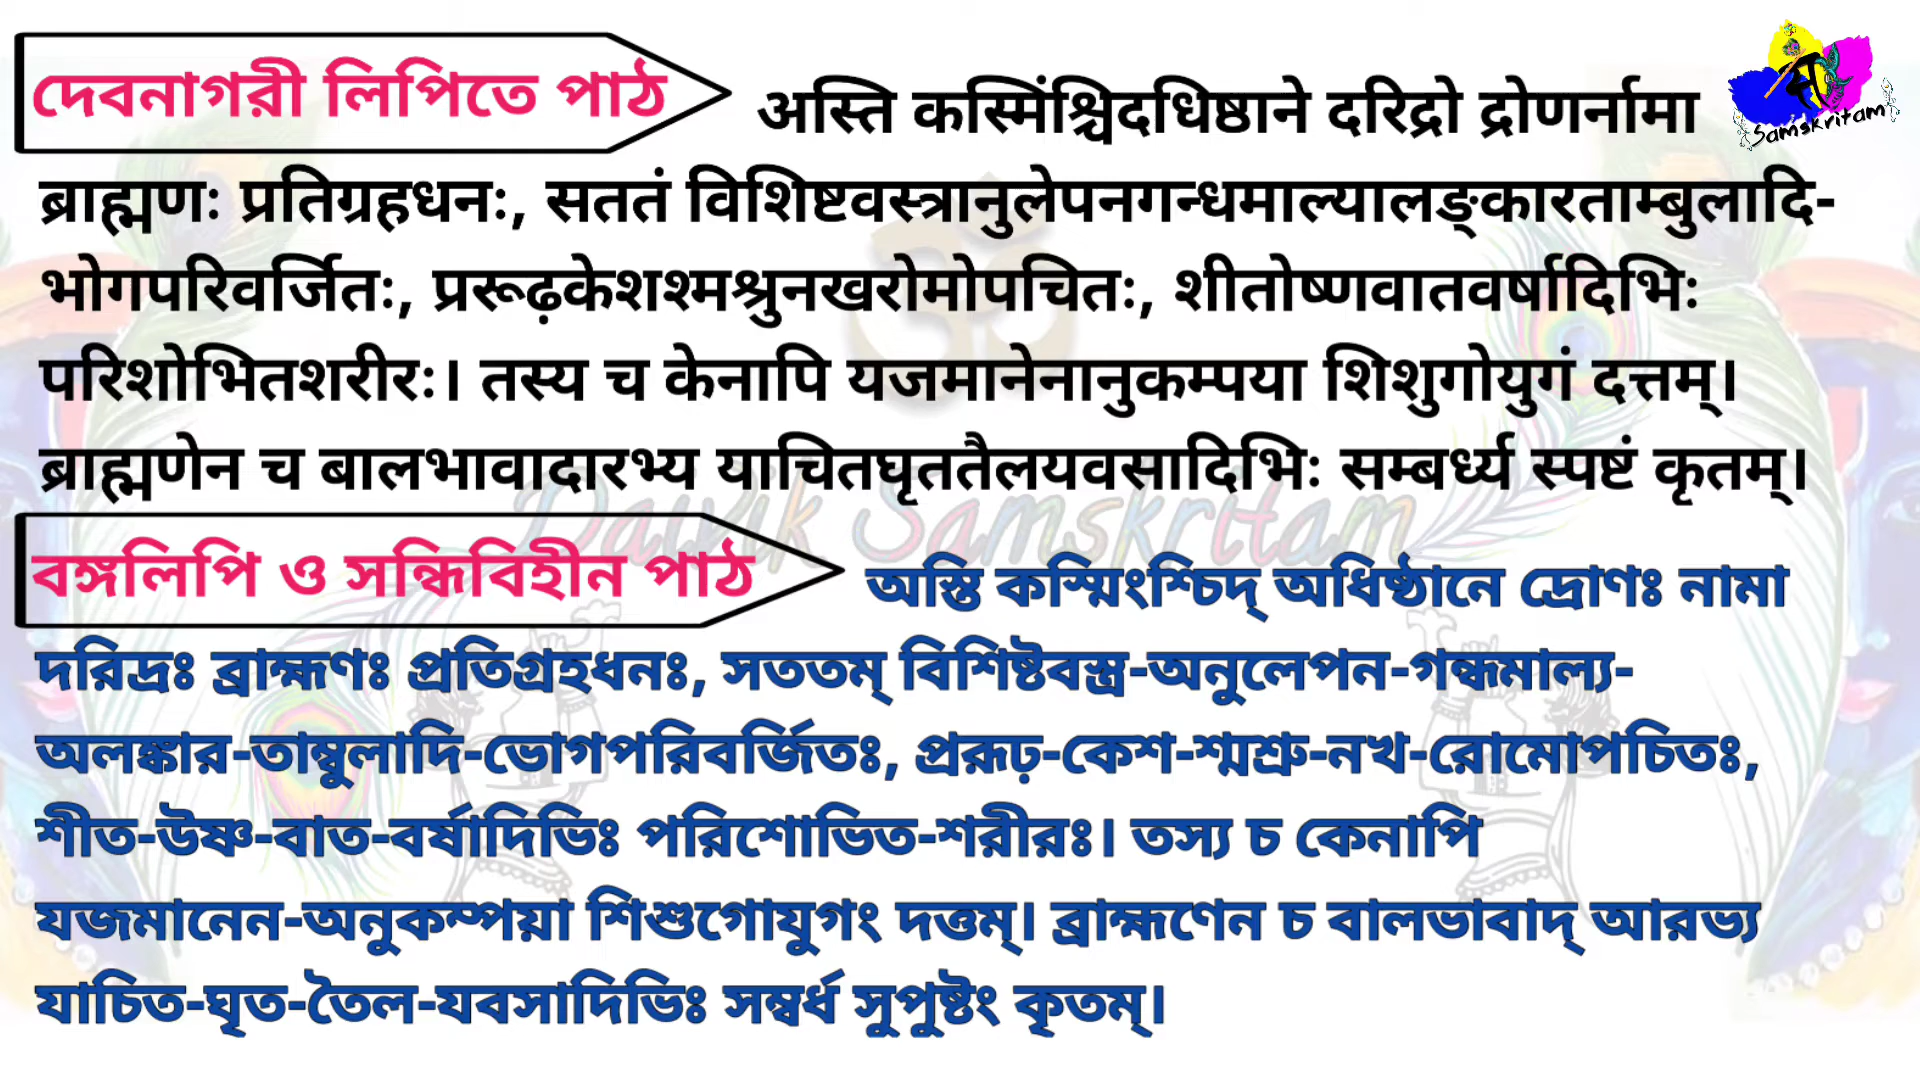 দেবনাগরী লিপিতে পাঠ
अस्ति कस्मिंश्चिदधिष्ठाने दरिद्रो द्रोणर्नामा
ब्राह्मणः प्रतिग्रहधनः, सततं विशिष्टवस्त्रानुलेपनगन्धमाल्यालङ्कारताम्बुलादि-
भोगपरिवर्जितः, प्ररूढ़केशश्मश्रुनखरोमोपचितः, शीतोष्णवातवर्षादिभिः
परिशोभितशरीरः। तस्य च केनापि यजमानेनानुकम्पया शिशुगोयुगं दत्तम्।
ब्राह्मणेन च बालभावादारभ्य याचितघृततैलयवसादिभिः सम्बर्ध्य स्पष्टं कृतम्।
বঙ্গলিপি ও সন্ধিবিহীন পাঠ
অস্তি কস্মিংশ্চিদ্ অধিষ্ঠানে দ্রোণঃ নামা
দরিদ্রঃ ব্রাহ্মণঃ প্রতিগ্রহধনঃ, সততম্ বিশিষ্টবস্ত্র-অনুলেপন-গন্ধমাল্য-
অলঙ্কার-তাম্বুলাদি-ভোগপরিবর্জিতঃ, প্ররূঢ়-কেশ-শ্মশ্রু-নখ-রোমোপচিতঃ,
শীত-উষ্ণ-বাত-বর্ষাদিভিঃ পরিশোভিত-শরীরঃ। তস্য চ কেনাপি
যজমানেন-অনুকম্পয়া শিশুগোযুগং দত্তম্। ব্রাহ্মণেন চ বালভাবাদ্ আরভ্য
যাচিত-ঘৃত-তৈল-যবসাদিভিঃ সম্বর্ধ সুপুষ্টং কৃতম্।
Samskritam
Daivik Samskritam